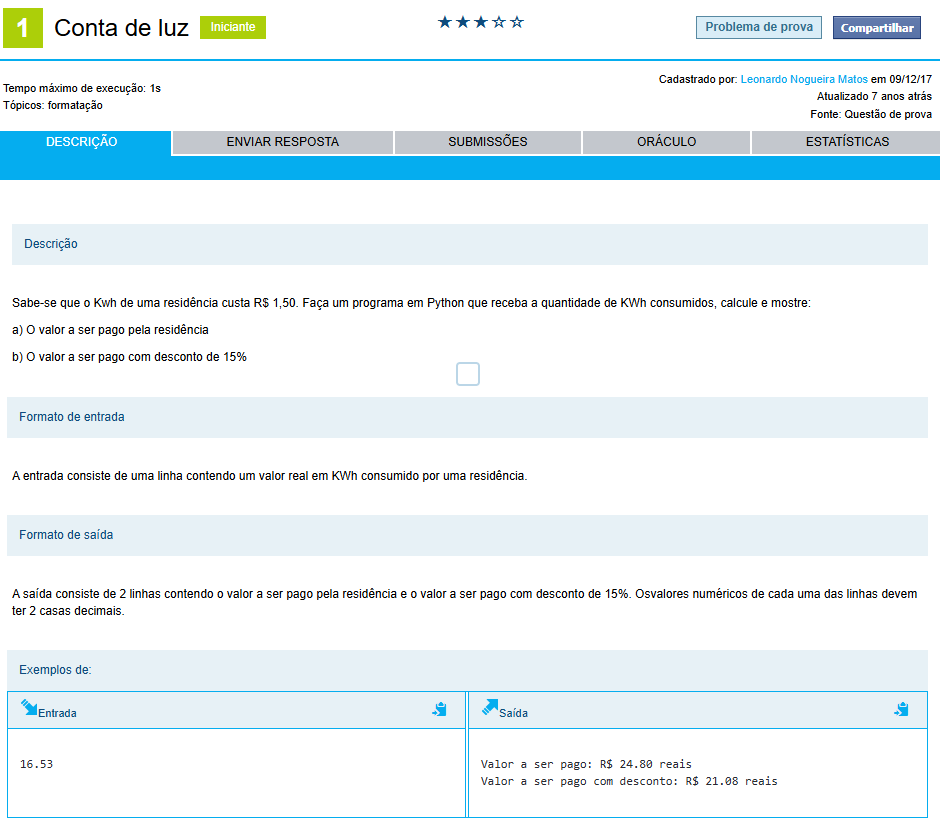 1 Conta de luz Iniciante
Problema de prova Compartilhar
Tempo máximo de execução: 1s
Tópicos: formatação
Cadastrado por: Leonardo Nogueira Matos em 09/12/17
Atualizado 7 anos atrás
Fonte: Questão de prova
DESCRIÇÃO ENVIAR RESPOSTA SUBMISSÕES ORÁCULO ESTATÍSTICAS
Descrição
Sabe-se que o Kwh de uma residência custa R$ 1,50. Faça um programa em Python que receba a quantidade de KWh consumidos, calcule e mostre:
a) O valor a ser pago pela residência
b) O valor a ser pago com desconto de 15%
Formato de entrada
A entrada consiste de uma linha contendo um valor real em KWh consumido por uma residência.
Formato de saída
A saída consiste de 2 linhas contendo o valor a ser pago pela residência e o valor a ser pago com desconto de 15%. Osvalores numéricos de cada uma das linhas devem
ter 2 casas decimais.
Exemplos de:
Entrada
16.53
Saída
Valor a ser pago: R$ 24.80 reais
Valor a ser pago com desconto: R$ 21.08 reais